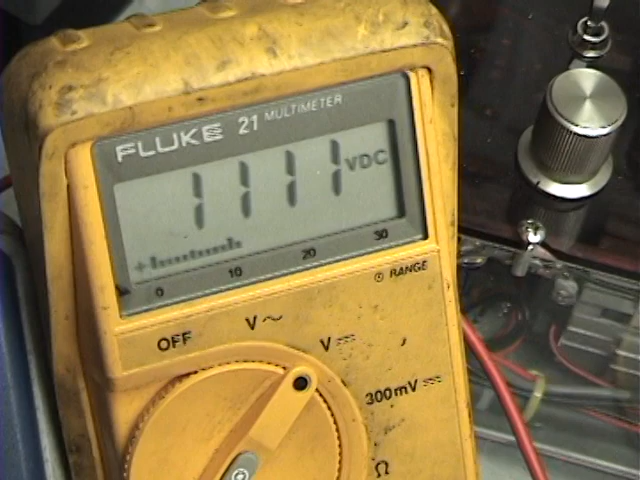 FLUKE 21 MULTIMETER
1111 VDC
0 10 20 30
RANGE
OFF V~ V⎓ 300mV⎓ Ω